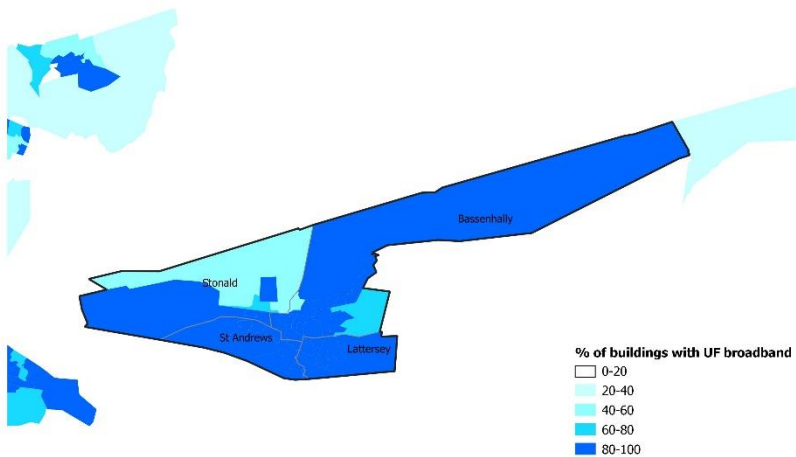 Bassenhally
Stonald
St Andrews
Lattersey
% of buildings with UF broadband
0-20
20-40
40-60
60-80
80-100